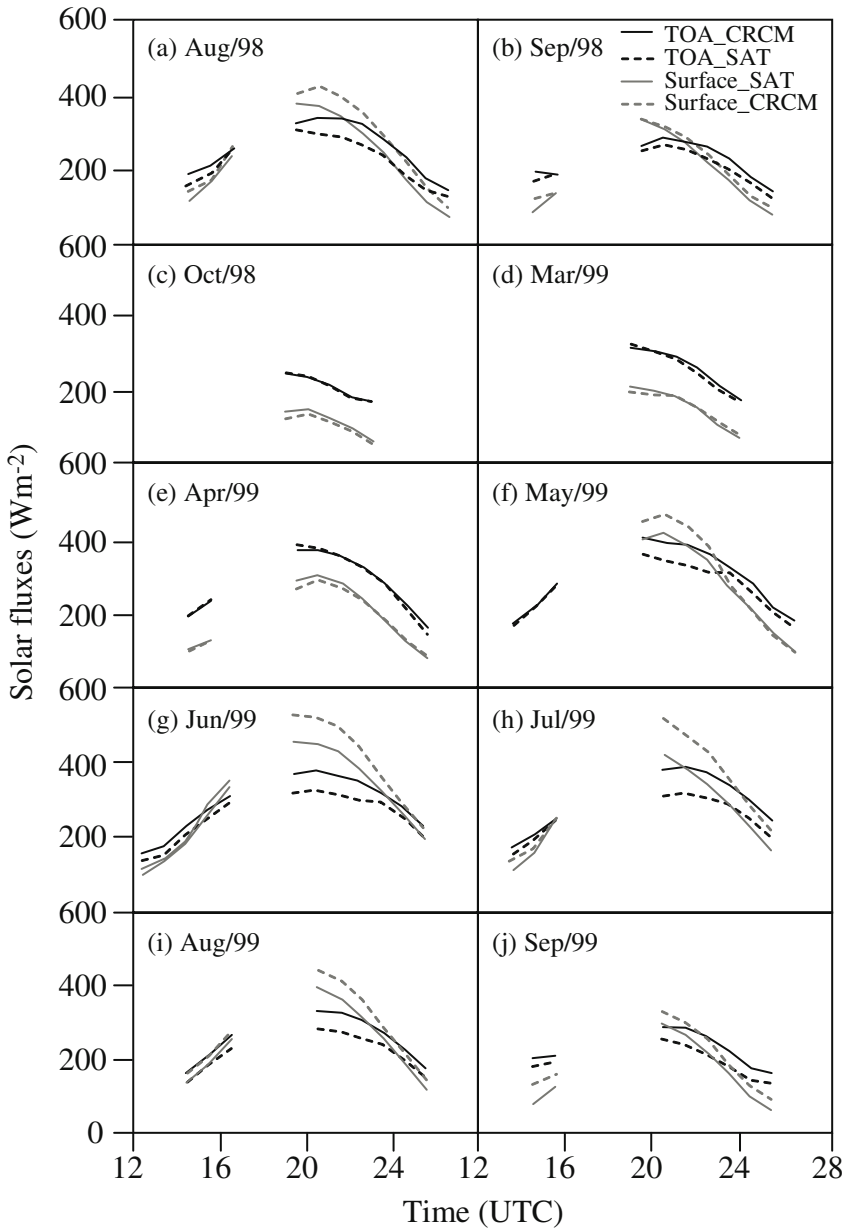 600
400
200
600
400
200
600
400
200
600
400
200
600
400
200
0
Solar fluxes (Wm-2)
(a) Aug/98
(b) Sep/98
TOA_CRCM
TOA_SAT
Surface_SAT
Surface_CRCM
(c) Oct/98
(d) Mar/99
(e) Apr/99
(f) May/99
(g) Jun/99
(h) Jul/99
(i) Aug/99
(j) Sep/99
12 16 20 24 12 16 20 24 28
Time (UTC)